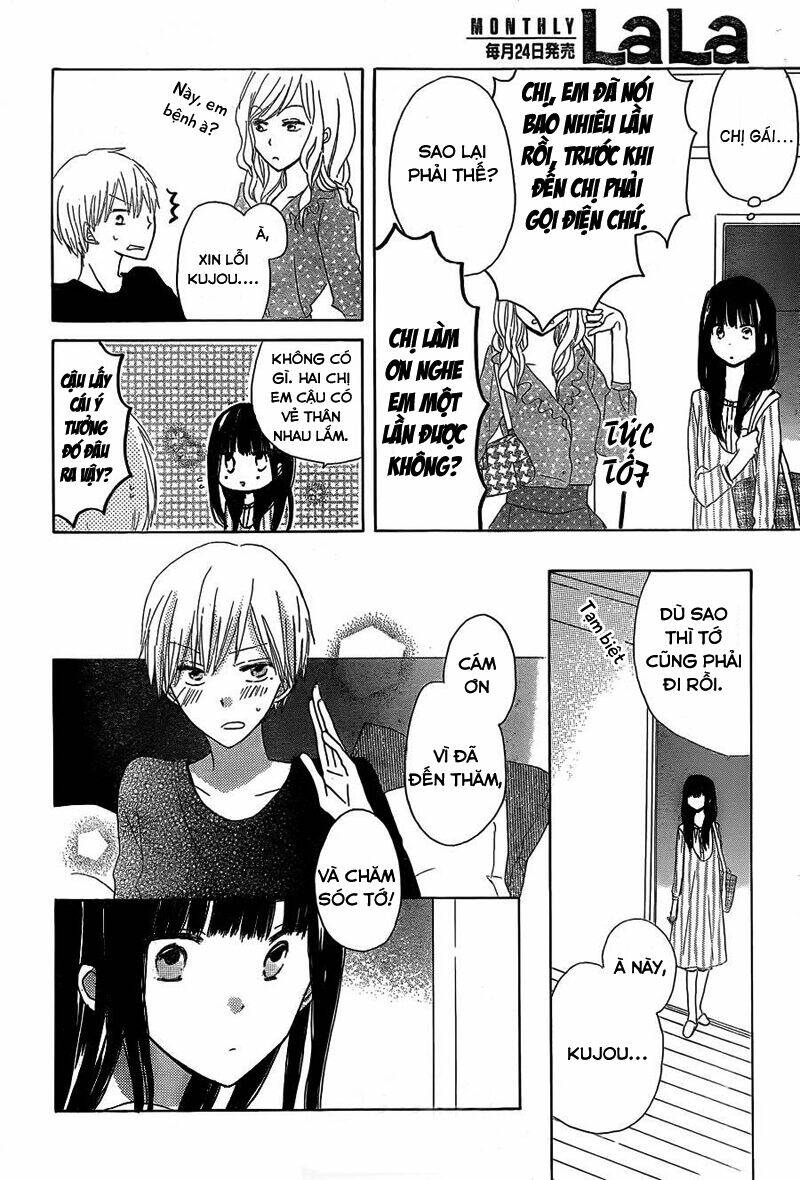 MONTHLY
毎月24日発売
LaLa
CHỊ GÁI...
CHỊ, EM ĐÃ NÓI
BAO NHIÊU LẦN
RỒI, TRƯỚC KHI
ĐẾN CHỊ PHẢI
GỌI ĐIỆN CHỨ.
SAO LẠI
PHẢI THẾ?
CHỊ LÀM
ƠN NGHE
EM MỘT
LẦN ĐƯỢC
KHÔNG?
TỨC
TỐI
Này, em
bệnh à?
À,
XIN LỖI
KUJOU....
KHÔNG CÓ
GÌ. HAI CHỊ
EM CẬU CÓ
VẺ THÂN
NHAU LẮM.
CẬU LẤY
CÁI Ý
TƯỞNG
ĐÓ ĐÂU
RA VẬY?
DÙ SAO
THÌ TỚ
CŨNG PHẢI
ĐI RỒI.
Tạm biệt
À NÀY,
KUJOU...
CÁM
ƠN
VÌ ĐÃ
ĐẾN THĂM,
VÀ CHĂM
SÓC TỚ!